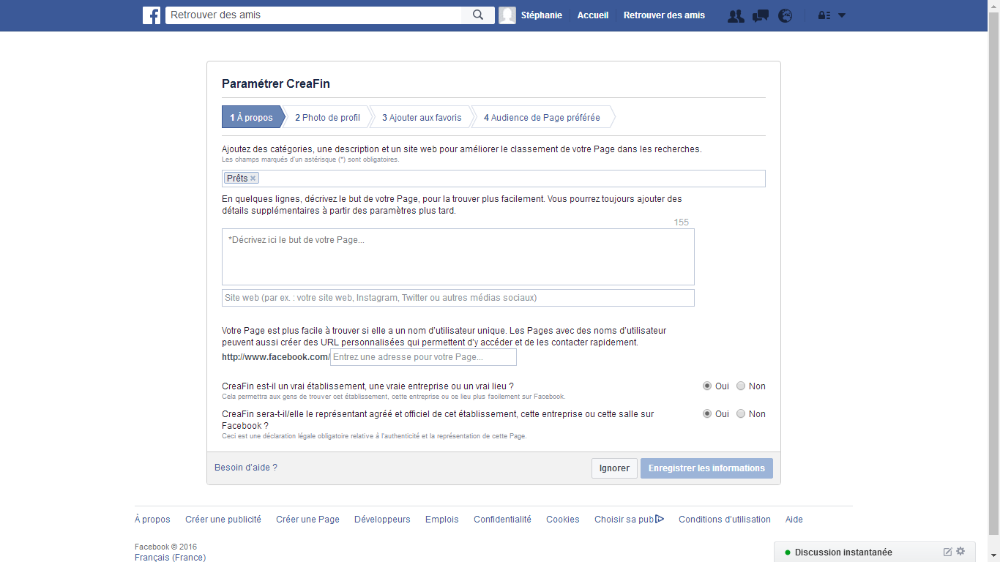 Retrouver des amis
Stéphanie
Accueil
Retrouver des amis
Paramétrer CreaFin
1 À propos
2 Photo de profil
3 Ajouter aux favoris
4 Audience de Page préférée
Ajoutez des catégories, une description et un site web pour améliorer le classement de votre Page dans les recherches.
Les champs marqués d'un astérisque (*) sont obligatoires.
Prêts
En quelques lignes, décrivez le but de votre Page, pour la trouver plus facilement. Vous pourrez toujours ajouter des
détails supplémentaires à partir des paramètres plus tard.
155
*Décrivez ici le but de votre Page...
Site web (par ex. : votre site web, Instagram, Twitter ou autres médias sociaux)
Votre Page est plus facile à trouver si elle a un nom d'utilisateur unique. Les Pages avec des noms d'utilisateur
peuvent aussi créer des URL personnalisées qui permettent d'y accéder et de les contacter rapidement.
http://www.facebook.com/ Entrez une adresse pour votre Page...
CreaFin est-il un vrai établissement, une vraie entreprise ou un vrai lieu ?
Oui Non
Cela permettra aux gens de trouver cet établissement, cette entreprise ou ce lieu plus facilement sur Facebook.
CreaFin sera-t-il/elle le représentant agréé et officiel de cet établissement, cette entreprise ou cette salle sur
Facebook ?
Oui Non
Ceci est une déclaration légale obligatoire relative à l'authenticité et la représentation de cette Page.
Besoin d'aide ?
Ignorer
Enregistrer les informations
À propos
Créer une publicité
Créer une Page
Développeurs
Emplois
Confidentialité
Cookies
Choisir sa pub
Conditions d'utilisation
Aide
Facebook © 2016
Français (France)
Discussion instantanée